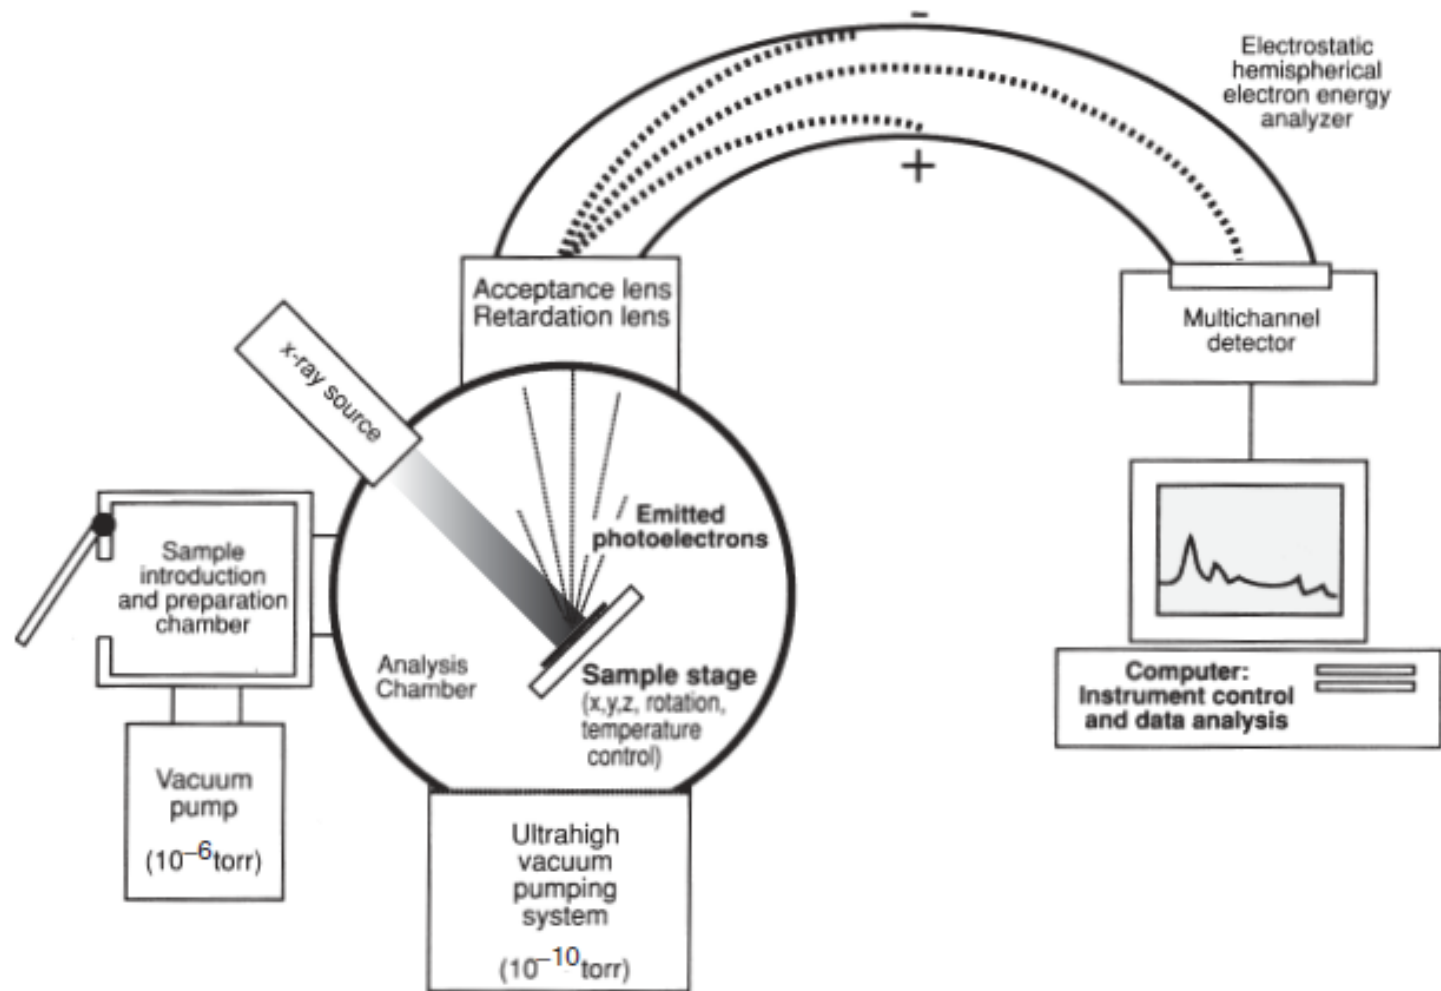 -
Electrostatic
hemispherical
electron energy
analyzer
+
Acceptance lens
Retardation lens
Multichannel
detector
x-ray source
Emitted
photoelectrons
Sample
introduction
and preparation
chamber
Analysis
Chamber
Sample stage
(x,y,z, rotation,
temperature
control)
Computer:
Instrument control
and data analysis
Vacuum
pump
(10⁻⁶torr)
Ultrahigh
vacuum
pumping
system
(10⁻¹⁰torr)